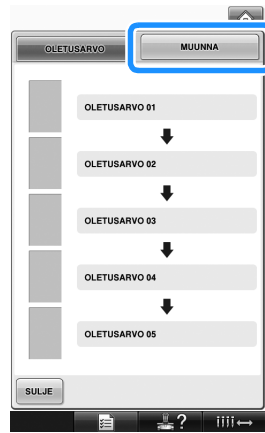 OLETUSARVO
MUUNNA
OLETUSARVO 01
OLETUSARVO 02
OLETUSARVO 03
OLETUSARVO 04
OLETUSARVO 05
SULJE
?